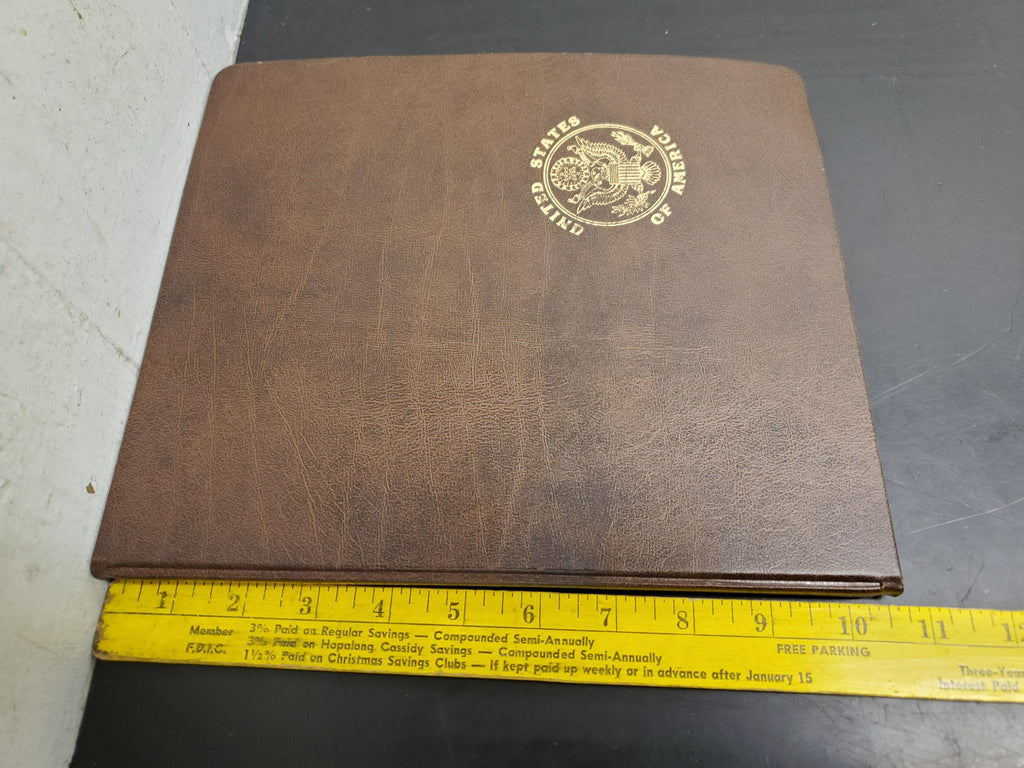 UNITED STATES
OF AMERICA
1 2 3 4 5 6 7 8 9 10 11 12
Member 3% Paid on Regular Savings — Compounded Semi-Annually
F.D.I.C. 3% Paid on Hopalong Cassidy Savings — Compounded Semi-Annually
1½% Paid on Christmas Savings Clubs — If kept paid up weekly or in advance after January 15
FREE PARKING
Three-Year
Interest Paid